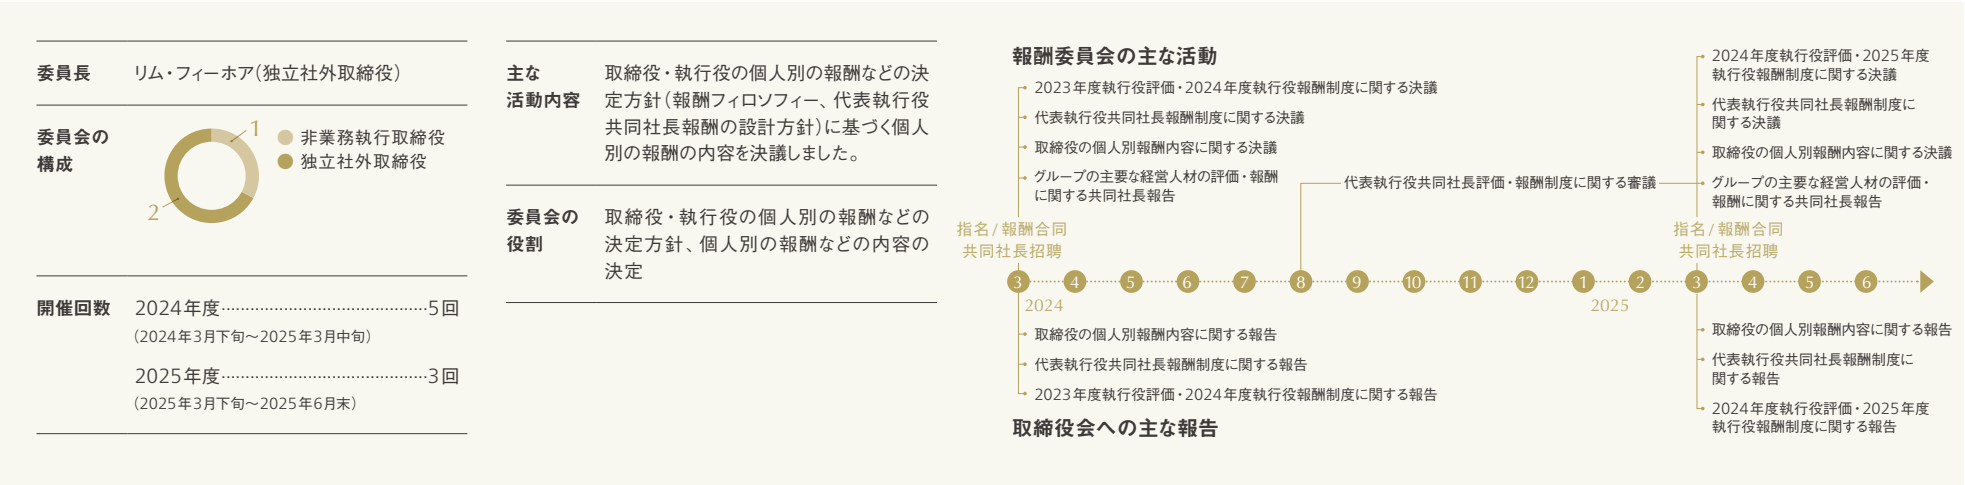 委員長
リム・フィーホア（独立社外取締役）
委員会の
構成
1
2
非業務執行取締役
独立社外取締役
開催回数
2024年度……………………………………5回
（2024年3月下旬～2025年3月中旬）
2025年度……………………………………3回
（2025年3月下旬～2025年6月末）
主な
活動内容
取締役・執行役の個人別の報酬などの決
定方針（報酬フィロソフィー、代表執行役
共同社長報酬の設計方針）に基づく個人
別の報酬の内容を決議しました。
委員会の
役割
取締役・執行役の個人別の報酬などの
決定方針、個人別の報酬などの内容の
決定
報酬委員会の主な活動
2023年度執行役評価・2024年度執行役報酬制度に関する決議
代表執行役共同社長報酬制度に関する決議
取締役の個人別報酬内容に関する決議
グループの主要な経営人材の評価・報酬
に関する共同社長報告
代表執行役共同社長評価・報酬制度に関する審議
2024年度執行役評価・2025年度
執行役報酬制度に関する決議
代表執行役共同社長報酬制度に
関する決議
取締役の個人別報酬内容に関する決議
グループの主要な経営人材の評価・
報酬に関する共同社長報告
指名/報酬合同
共同社長招聘
指名/報酬合同
共同社長招聘
3 4 5 6 7 8 9 10 11 12 1 2 3 4 5 6
2024
2025
取締役の個人別報酬内容に関する報告
代表執行役共同社長報酬制度に関する報告
2023年度執行役評価・2024年度執行役報酬制度に関する報告
取締役会への主な報告
取締役の個人別報酬内容に関する報告
代表執行役共同社長報酬制度に
関する報告
2024年度執行役評価・2025年度
執行役報酬制度に関する報告